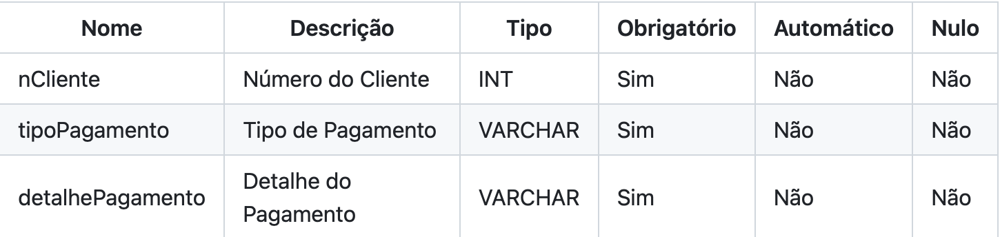 Nome Descrição Tipo Obrigatório Automático Nulo
nCliente Número do Cliente INT Sim Não Não
tipoPagamento Tipo de Pagamento VARCHAR Sim Não Não
detalhePagamento Detalhe do
Pagamento VARCHAR Sim Não Não